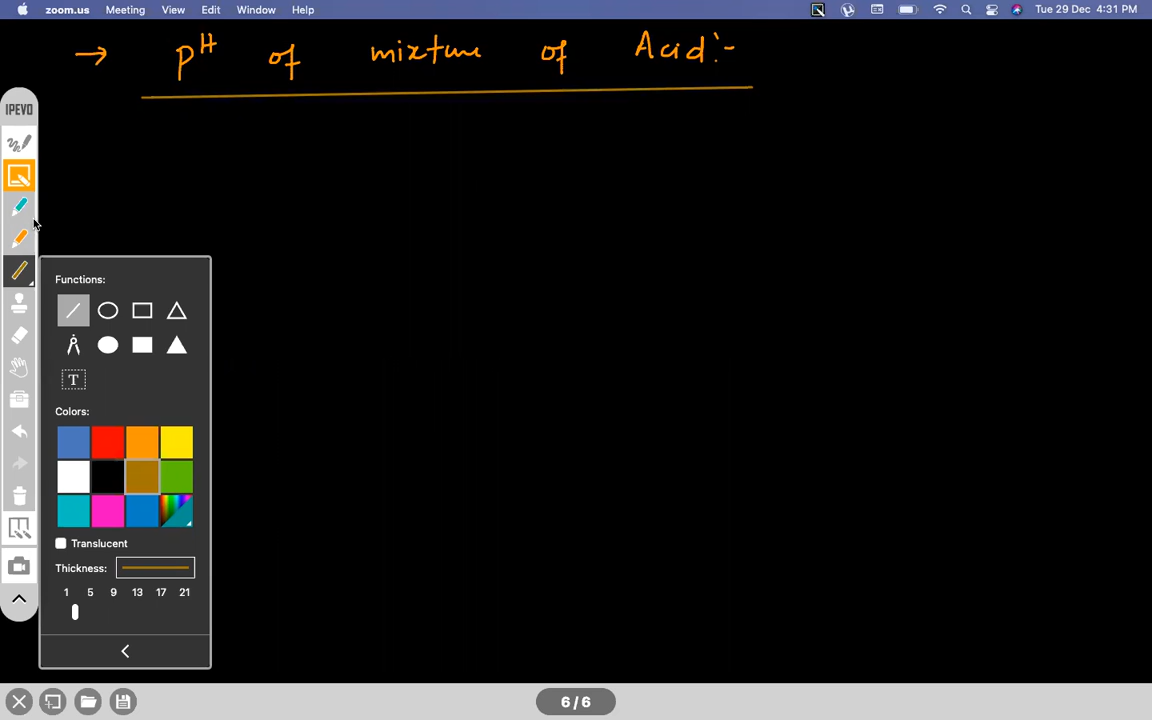 zoom.us Meeting View Edit Window Help Tue 29 Dec 4:31 PM
→ pH of mixture of Acid:-
IPEVO
Functions:
T
Colors:
Translucent
Thickness:
1 5 9 13 17 21
6/6